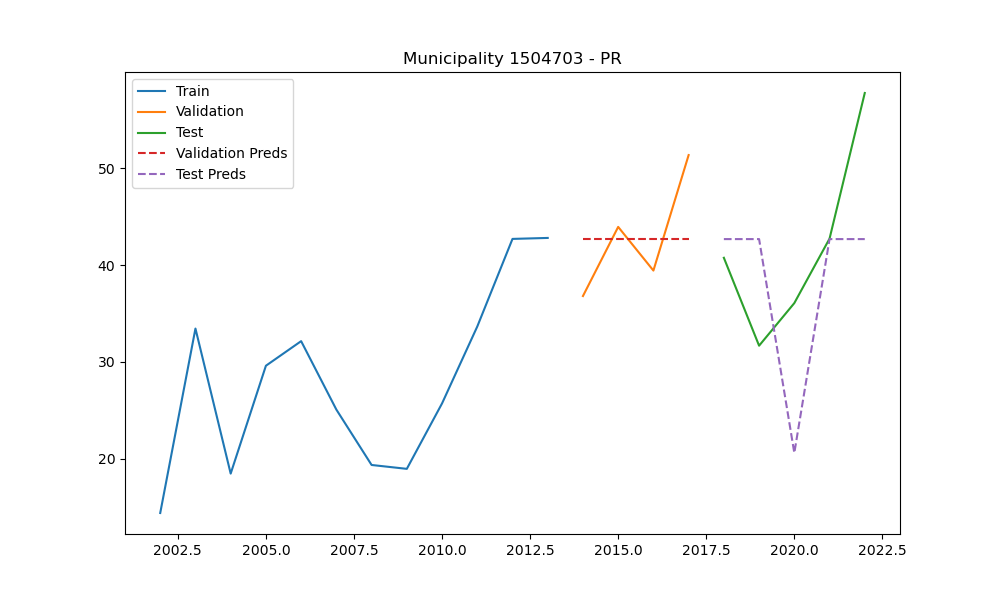 Municipality 1504703 - PR
Train
Validation
Test
Validation Preds
Test Preds
50
40
30
20
2002.5 2005.0 2007.5 2010.0 2012.5 2015.0 2017.5 2020.0 2022.5